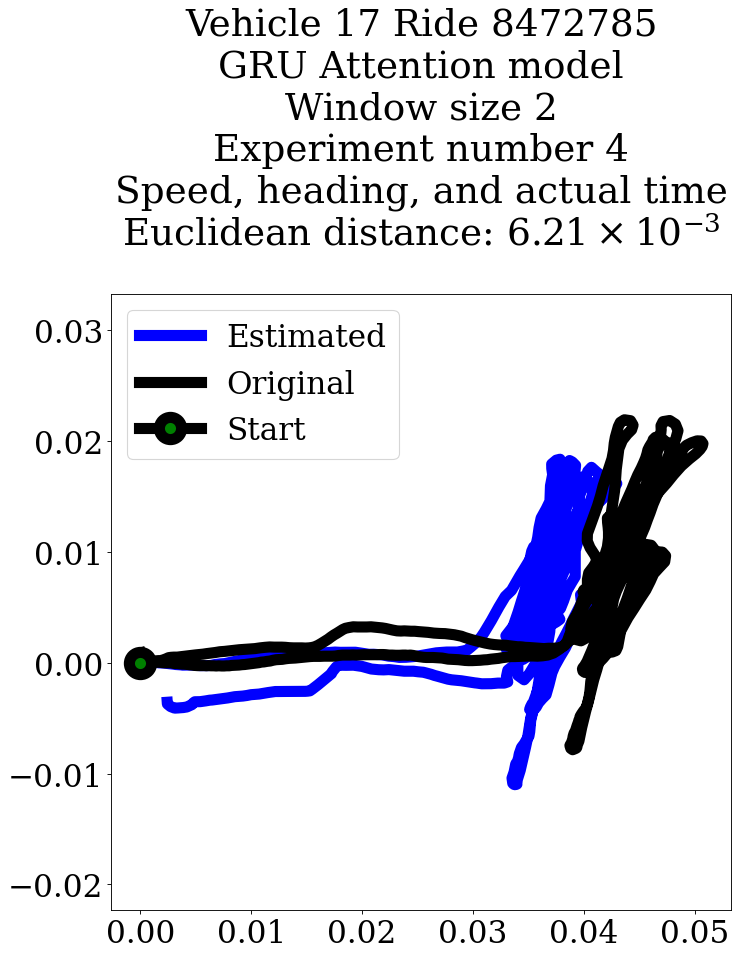 Vehicle 17 Ride 8472785
GRU Attention model
Window size 2
Experiment number 4
Speed, heading, and actual time
Euclidean distance: 6.21 × 10⁻³
Estimated
Original
Start
0.03
0.02
0.01
0.00
−0.01
−0.02
0.00 0.01 0.02 0.03 0.04 0.05